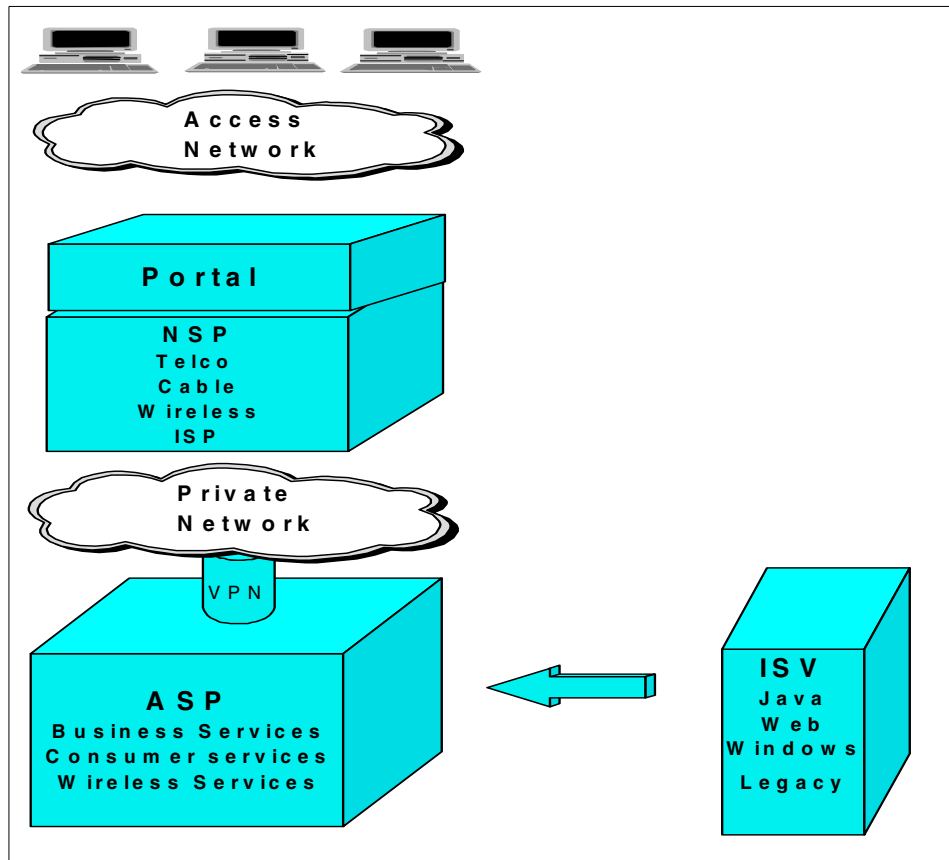 Access
Network
Portal
NSP
Telco
Cable
Wireless
ISP
Private
Network
VPN
ASP
Business Services
Consumer services
Wireless Services
ISV
Java
Web
Windows
Legacy